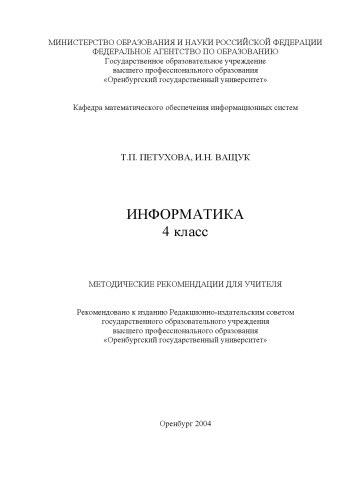 МИНИСТЕРСТВО ОБРАЗОВАНИЯ И НАУКИ РОССИЙСКОЙ ФЕДЕРАЦИИ
ФЕДЕРАЛЬНОЕ АГЕНТСТВО ПО ОБРАЗОВАНИЮ
Государственное образовательное учреждение
высшего профессионального образования
«Оренбургский государственный университет»
Кафедра математического обеспечения информационных систем
Т.П. ПЕТУХОВА, И.Н. ВАЩУК
ИНФОРМАТИКА
4 класс
МЕТОДИЧЕСКИЕ РЕКОМЕНДАЦИИ ДЛЯ УЧИТЕЛЯ
Рекомендовано к изданию Редакционно-издательским советом
государственного образовательного учреждения
высшего профессионального образования
«Оренбургский государственный университет»
Оренбург 2004